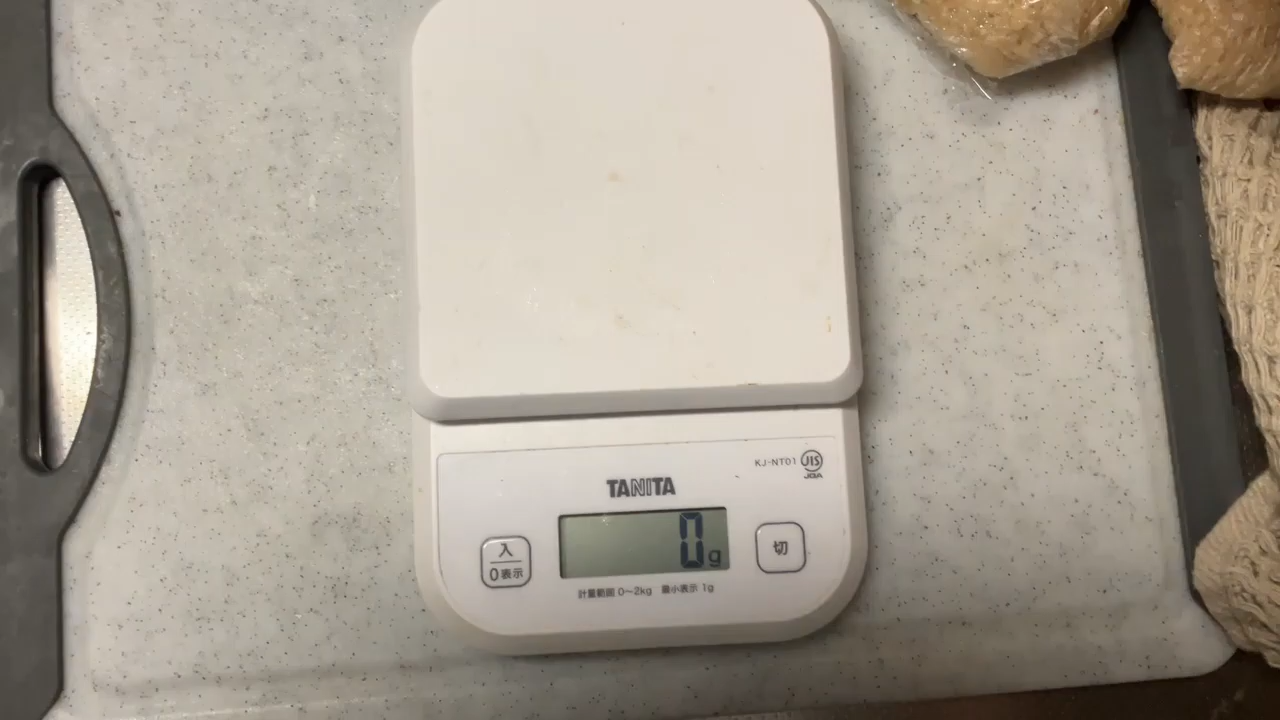 KJ-NT01 JIS
JQA
TANITA
0g
入
0表示
切
計量範囲 0〜2kg 最小表示 1g